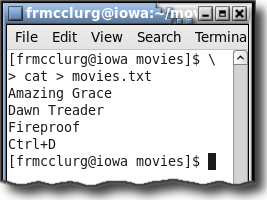 frmcclurg@iowa:~/mov
File Edit View Search Termina
[frmcclurg@iowa movies]$ \
> cat > movies.txt
Amazing Grace
Dawn Treader
Fireproof
Ctrl+D
[frmcclurg@iowa movies]$